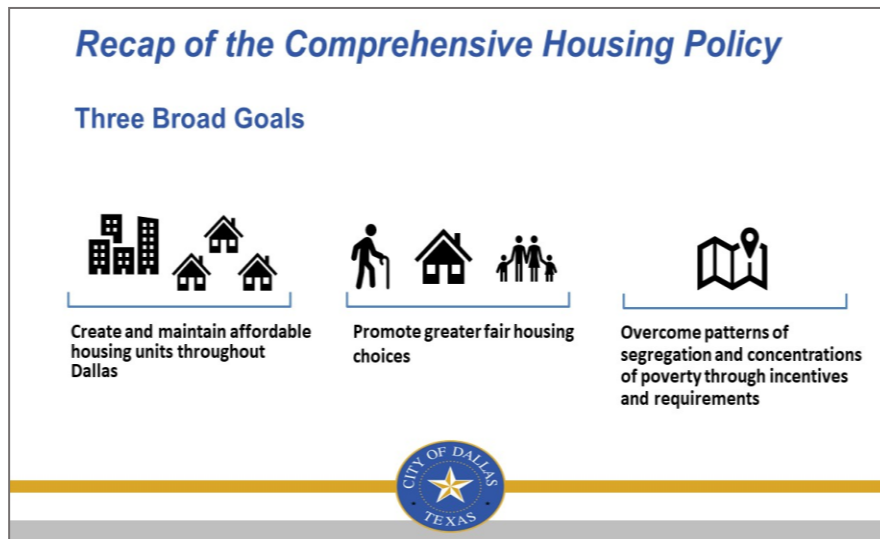 Recap of the Comprehensive Housing Policy
Three Broad Goals
Create and maintain affordable
housing units throughout
Dallas
Promote greater fair housing
choices
Overcome patterns of
segregation and concentrations
of poverty through incentives
and requirements
CITY OF DALLAS
TEXAS